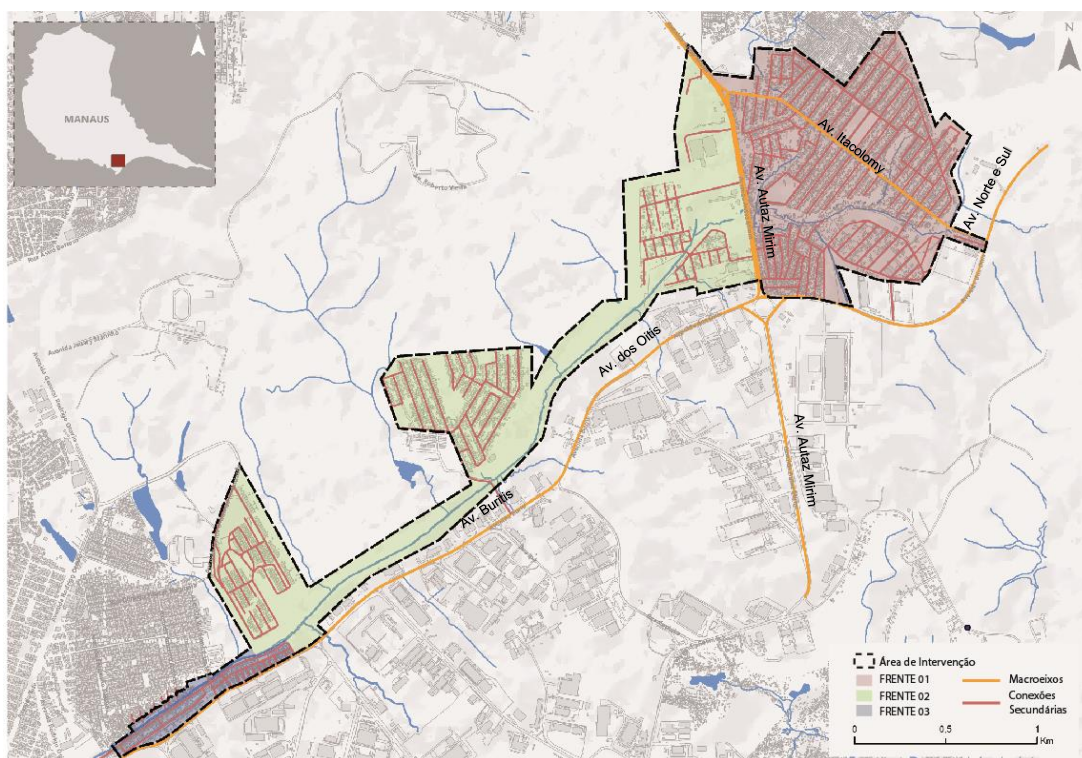 MANAUS
N
N
Av. Itacolomy
Av. Norte e Sul
Av. Autaz Mirim
Av. dos Oitis
Av. Autaz Mirim
Av. Buritis
Área de Intervenção
FRENTE 01
FRENTE 02
FRENTE 03
Macroeixos
Conexões
Secundárias
0 0,5 1
Km